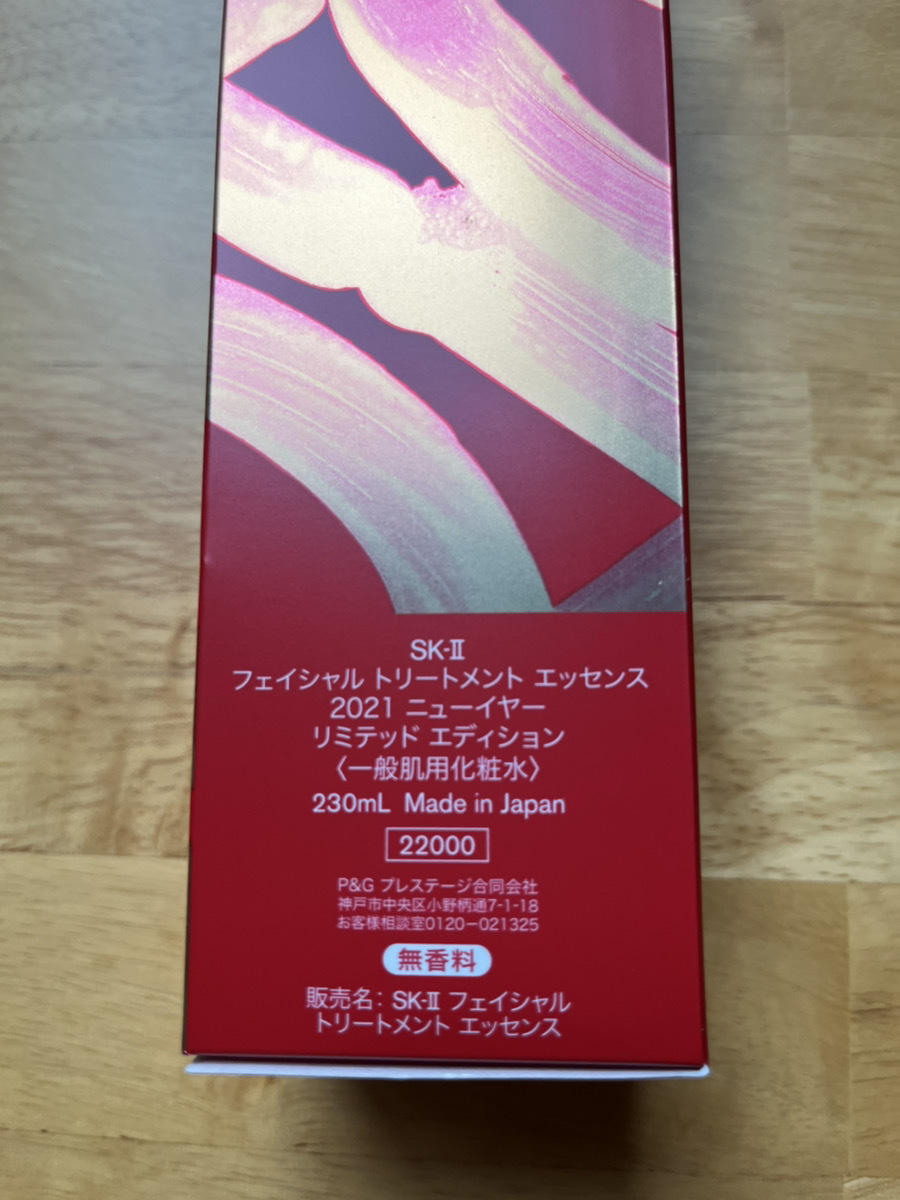 SK-Ⅱ
フェイシャル トリートメント エッセンス
2021 ニューイヤー
リミテッド エディション
〈一般肌用化粧水〉
230mL Made in Japan
22000
P&G プレステージ合同会社
神戸市中央区小野柄通7-1-18
お客様相談室0120-021325
無香料
販売名: SK-Ⅱ フェイシャル
トリートメント エッセンス